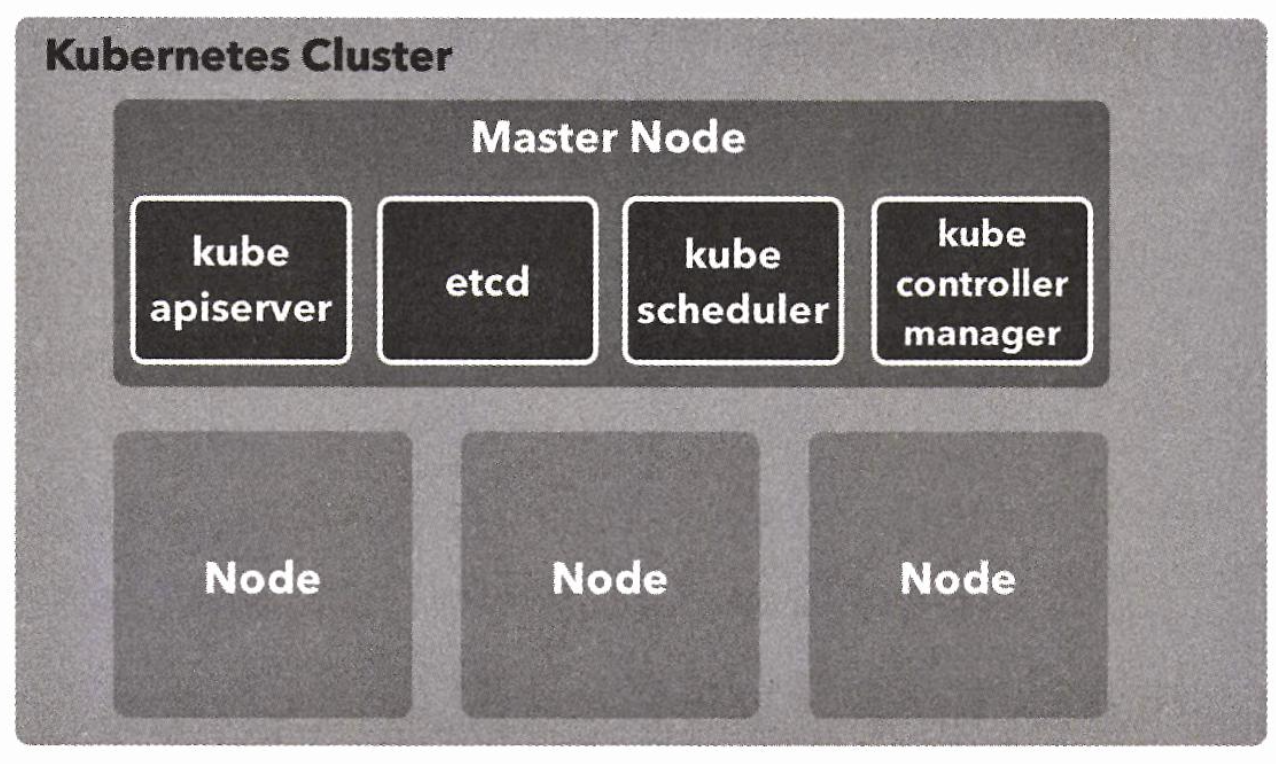 Kubernetes Cluster
Master Node
kube
apiserver
etcd
kube
scheduler
kube
controller
manager
Node
Node
Node